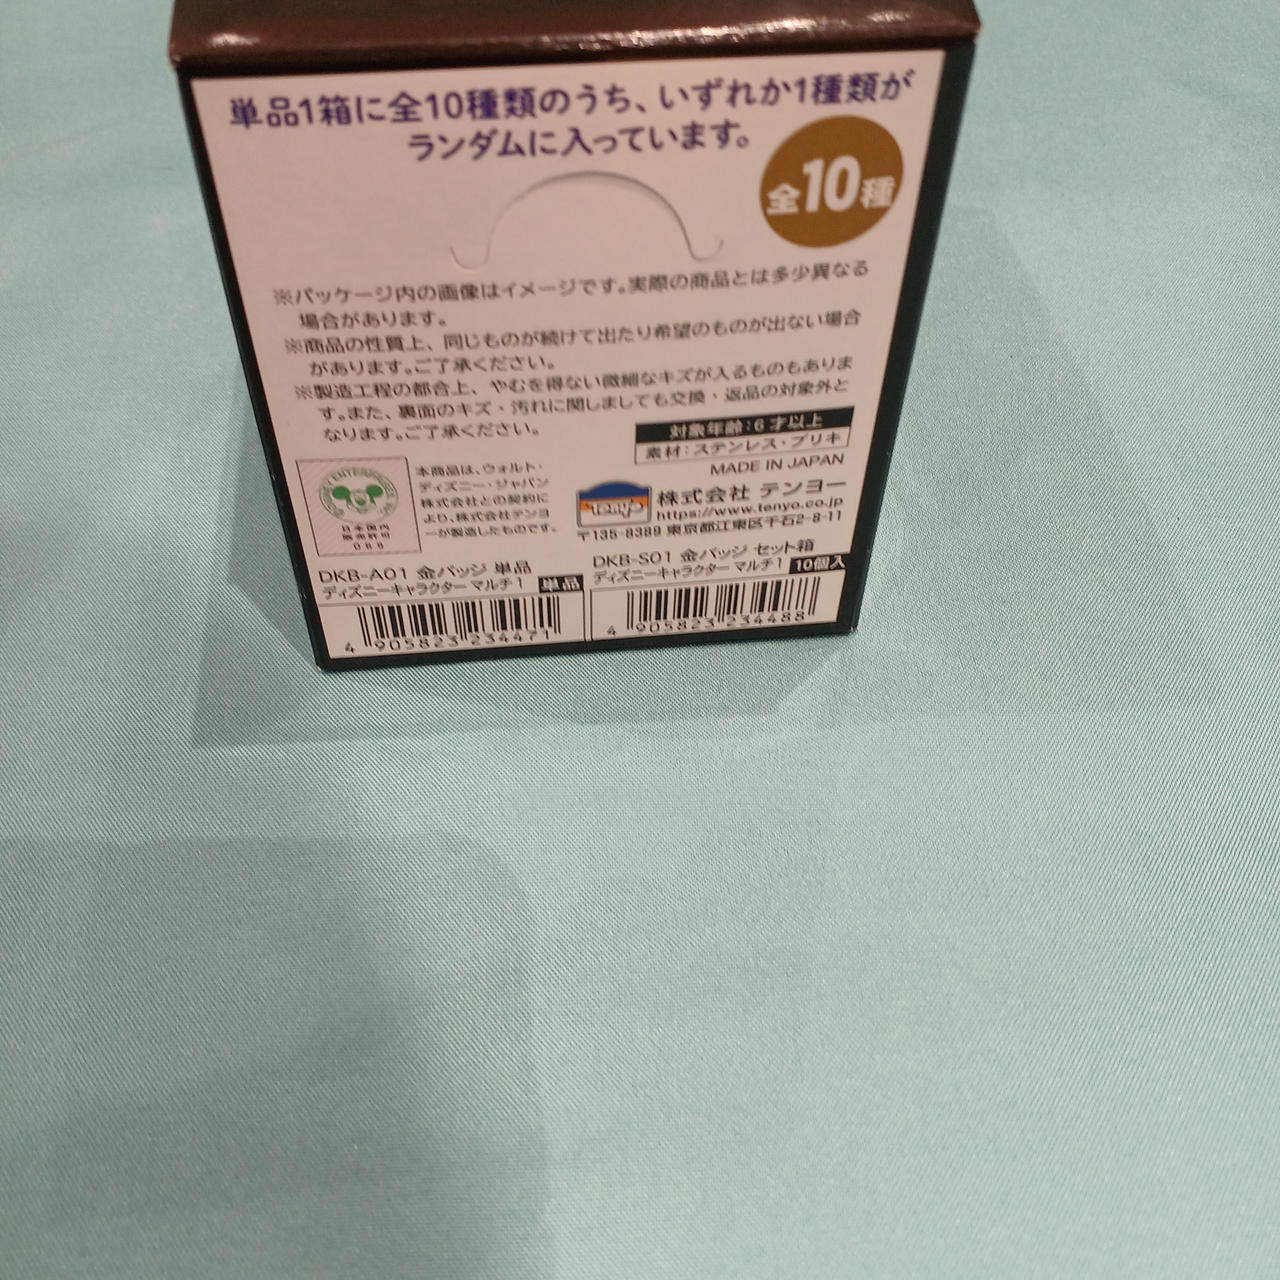 単品1箱に全10種類のうち、いずれか1種類が
ランダムに入っています。
全10種
※パッケージ内の画像はイメージです。実際の商品とは多少異なる
場合があります。
※商品の性質上、同じものが続けて出たり希望のものが出ない場合
があります。ご了承ください。
※製造工程の都合上、やむを得ない微細なキズが入るものもありま
す。また、裏面のキズ・汚れに関しましても交換・返品の対象外と
なります。ご了承ください。
対象年齢:6才以上
素材:ステンレス・ブリキ
MADE IN JAPAN
日本国内
販売許可
本商品は、ウォルト・
ディズニー・ジャパン
株式会社との契約に
より、株式会社テンヨ
ーが製造したものです。
Tenyo
株式会社 テンヨー
https://www.tenyo.co.jp
〒135-8389 東京都江東区千石2-8-11
DKB-A01 金バッジ 単品
ディズニーキャラクター マルチ1 単品
4 905823 234471
DKB-S01 金バッジ セット箱
ディズニーキャラクター マルチ1 10個入
4 905823 234488